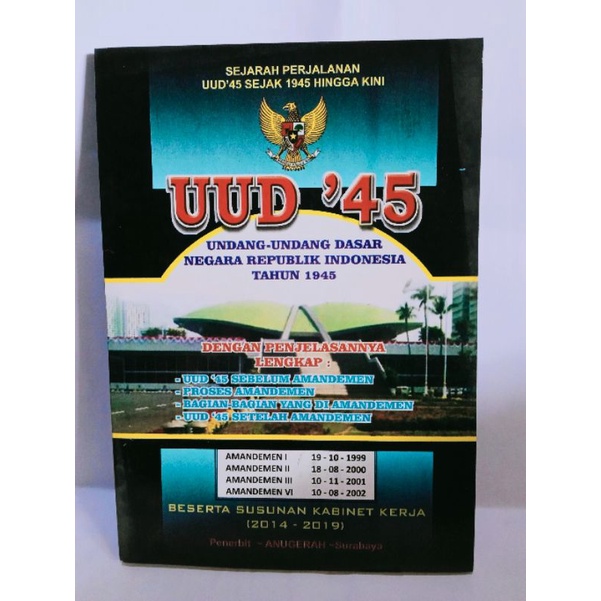 SEJARAH PERJALANAN
UUD'45 SEJAK 1945 HINGGA KINI
UUD '45
UNDANG-UNDANG DASAR
NEGARA REPUBLIK INDONESIA
TAHUN 1945
DENGAN PENJELASANNYA
LENGKAP :
- UUD '45 SEBELUM AMANDEMEN
- PROSES AMANDEMEN
- BAGIAN-BAGIAN YANG DI AMANDEMEN
- UUD '45 SETELAH AMANDEMEN
AMANDEMEN I 19 - 10 - 1999
AMANDEMEN II 18 - 08 - 2000
AMANDEMEN III 10 - 11 - 2001
AMANDEMEN VI 10 - 08 - 2002
BESERTA SUSUNAN KABINET KERJA
(2014 - 2019)
Penerbit ~ ANUGERAH ~Surabaya